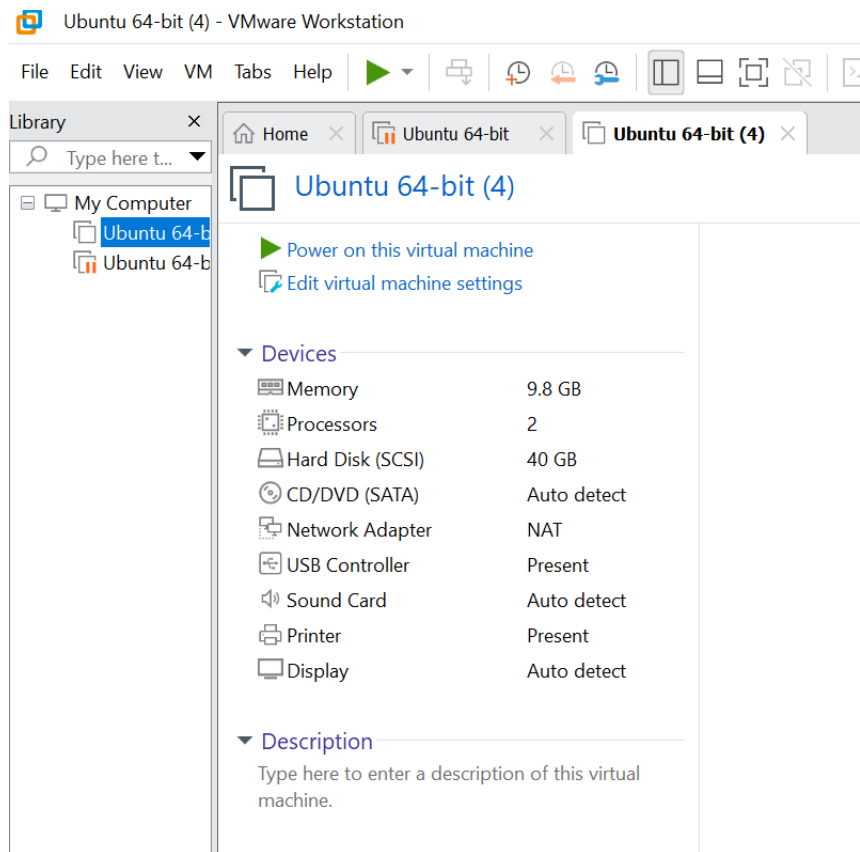 Ubuntu 64-bit (4) - VMware Workstation
File Edit View VM Tabs Help
Library
Type here t...
My Computer
Ubuntu 64-b
Ubuntu 64-b
Home Ubuntu 64-bit Ubuntu 64-bit (4)
Ubuntu 64-bit (4)
Power on this virtual machine
Edit virtual machine settings
Devices
Memory 9.8 GB
Processors 2
Hard Disk (SCSI) 40 GB
CD/DVD (SATA) Auto detect
Network Adapter NAT
USB Controller Present
Sound Card Auto detect
Printer Present
Display Auto detect
Description
Type here to enter a description of this virtual
machine.